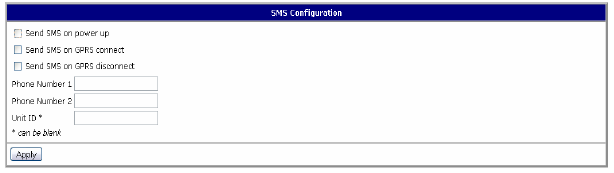 SMS Configuration
Send SMS on power up
Send SMS on GPRS connect
Send SMS on GPRS disconnect
Phone Number 1
Phone Number 2
Unit ID *
* can be blank
Apply